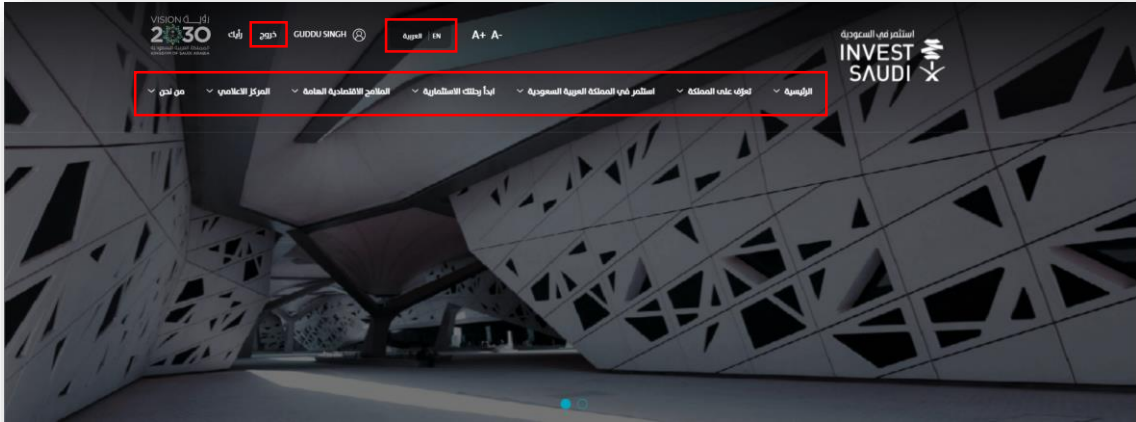 استثمر في السعودية
INVEST
SAUDI
A+ A-
العربية | EN
GUDDU SINGH
خروج
رأيك
VISION رؤيـــة
2030
المملكة العربية السعودية
KINGDOM OF SAUDI ARABIA
الرئيسية
تعرّف على المملكة
استثمر في المملكة العربية السعودية
ابدأ رحلتك الاستثمارية
الملامح الاقتصادية الهامة
المركز الاعلامي
من نحن